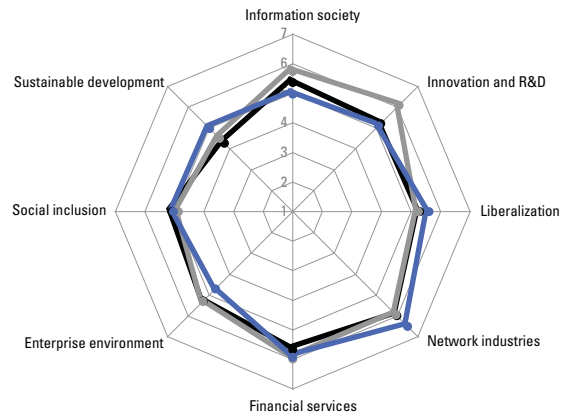 Information society
7
6
Sustainable development
Innovation and R&D
4
3
2
Social inclusion
1
Liberalization
Enterprise environment
Network industries
Financial services